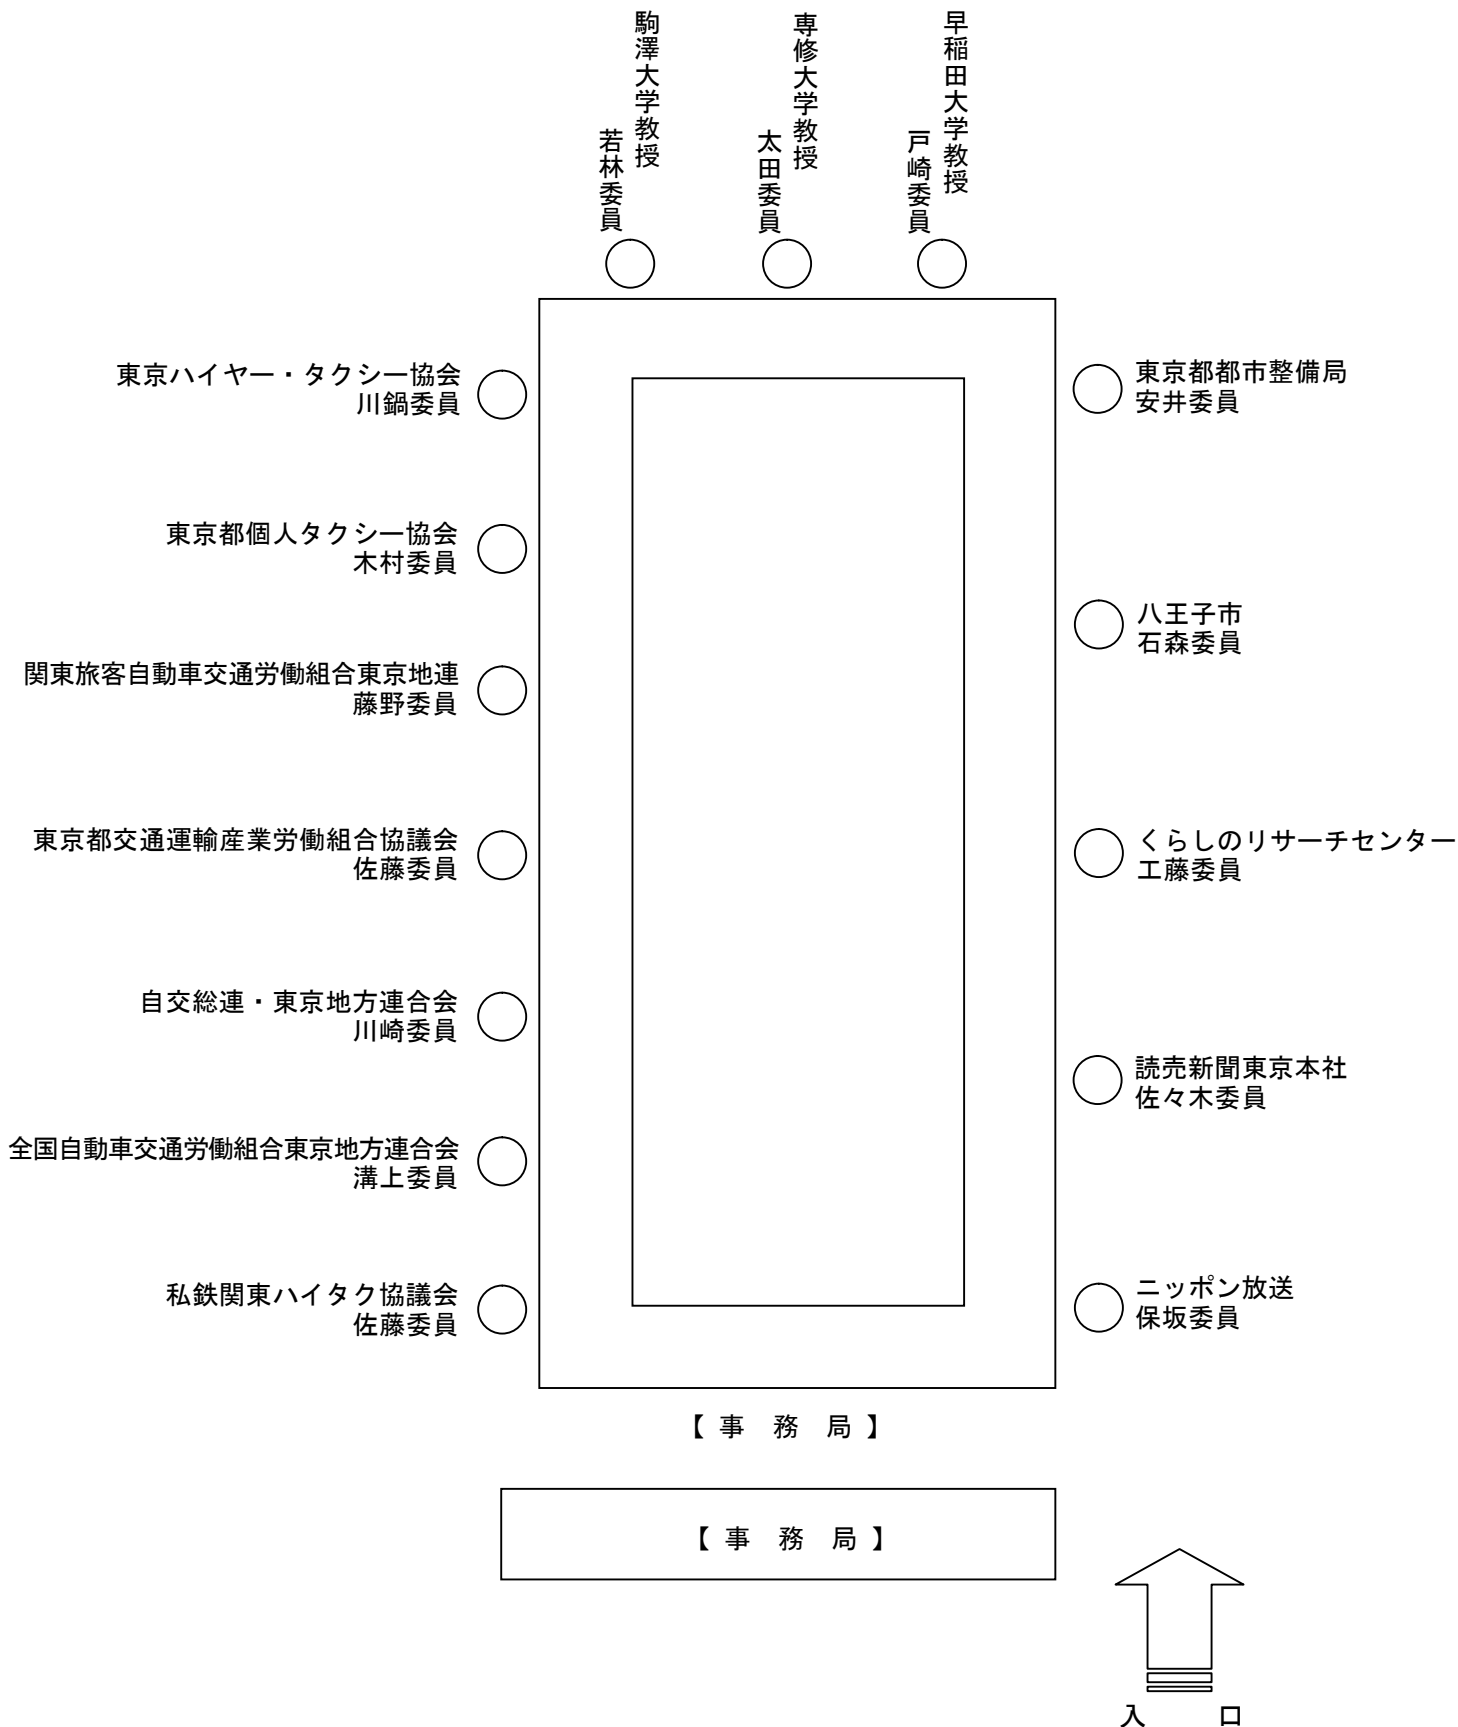 早稲田大学教授
戸崎委員
専修大学教授
太田委員
駒澤大学教授
若林委員
東京ハイヤー・タクシー協会
川鍋委員
東京都個人タクシー協会
木村委員
関東旅客自動車交通労働組合東京地連
藤野委員
東京都交通運輸産業労働組合協議会
佐藤委員
自交総連・東京地方連合会
川崎委員
全国自動車交通労働組合東京地方連合会
溝上委員
私鉄関東ハイタク協議会
佐藤委員
東京都都市整備局
安井委員
八王子市
石森委員
くらしのリサーチセンター
工藤委員
読売新聞東京本社
佐々木委員
ニッポン放送
保坂委員
【 事　務　局 】
【 事　務　局 】
入　　口